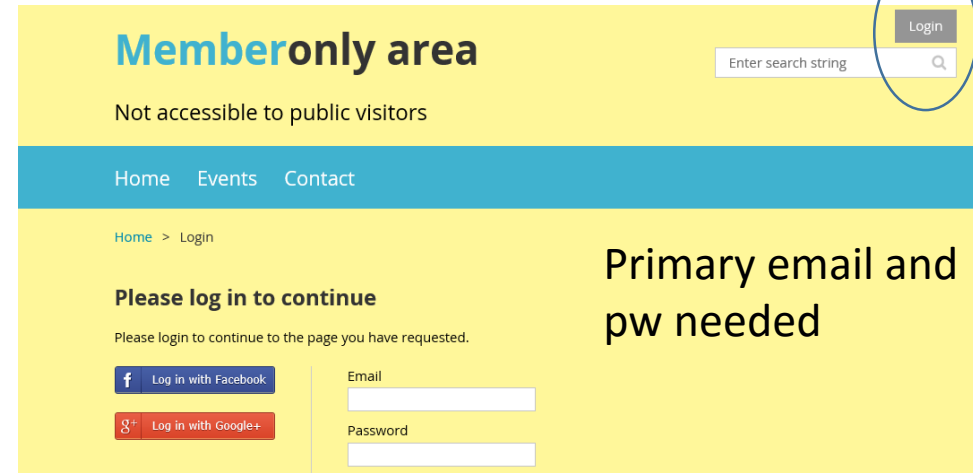 Login
Memberonly area
Enter search string
Not accessible to public visitors
Home Events Contact
Home > Login
Primary email and
pw needed
Please log in to continue
Please login to continue to the page you have requested.
f Log in with Facebook
g+ Log in with Google+
Email
Password